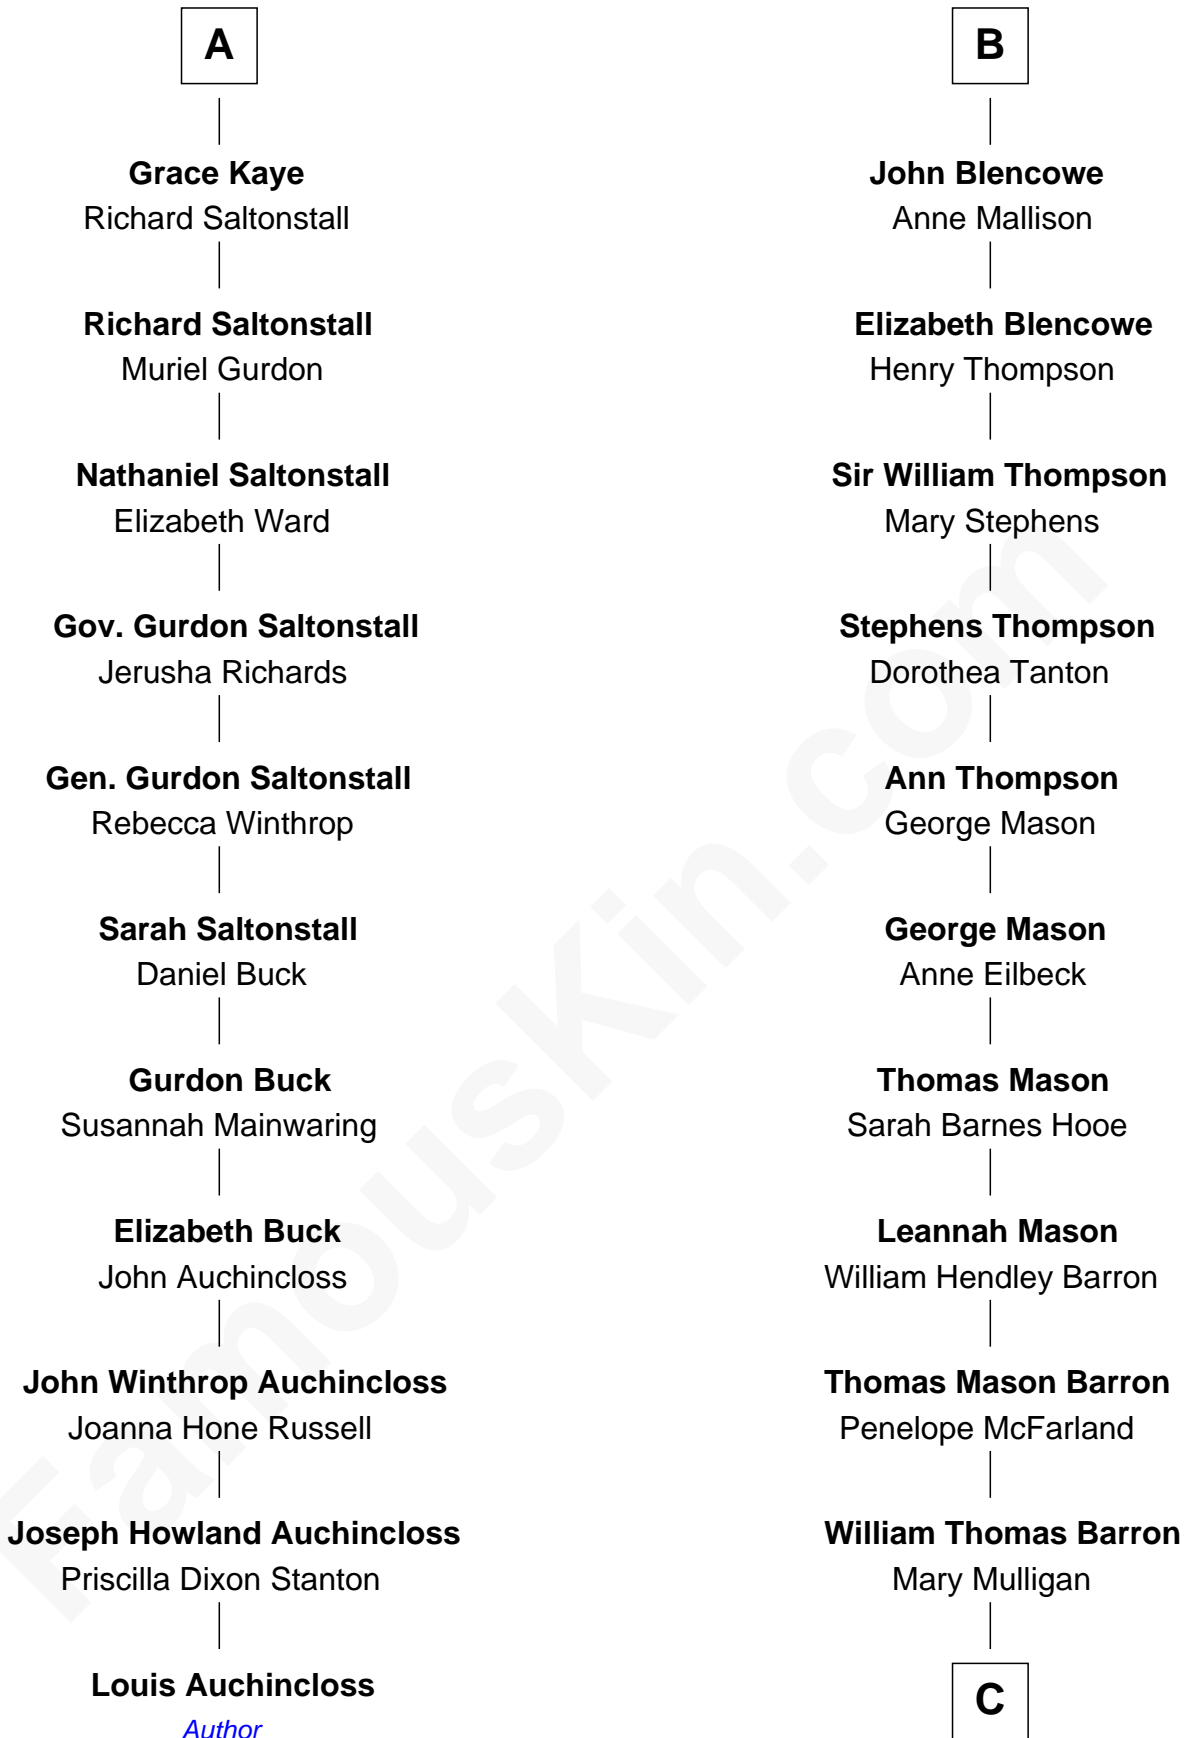 A
Grace Kaye
Richard Saltonstall
Richard Saltonstall
Muriel Gurdon
Nathaniel Saltonstall
Elizabeth Ward
Gov. Gurdon Saltonstall
Jerusha Richards
Gen. Gurdon Saltonstall
Rebecca Winthrop
Sarah Saltonstall
Daniel Buck
Gurdon Buck
Susannah Mainwaring
Elizabeth Buck
John Auchincloss
John Winthrop Auchincloss
Joanna Hone Russell
Joseph Howland Auchincloss
Priscilla Dixon Stanton
Louis Auchincloss
Author
B
John Blencowe
Anne Mallison
Elizabeth Blencowe
Henry Thompson
Sir William Thompson
Mary Stephens
Stephens Thompson
Dorothea Tanton
Ann Thompson
George Mason
George Mason
Anne Eilbeck
Thomas Mason
Sarah Barnes Hooe
Leannah Mason
William Hendley Barron
Thomas Mason Barron
Penelope McFarland
William Thomas Barron
Mary Mulligan
C
FamousKin.com